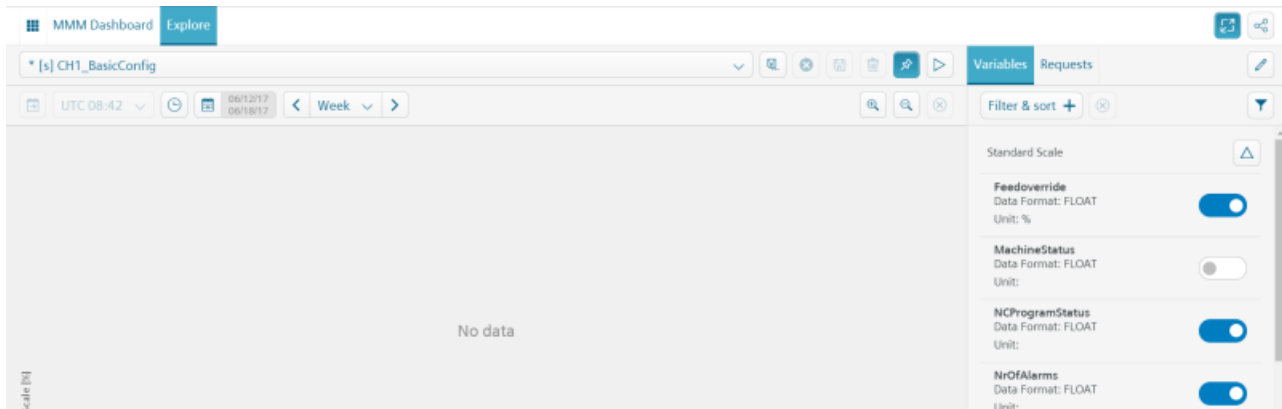 MMM Dashboard
Explore
* [s] CH1_BasicConfig
Variables
Requests
UTC 08:42
06/12/17
06/18/17
Week
Filter & sort +
Standard Scale
Feedoverride
Data Format: FLOAT
Unit: %
MachineStatus
Data Format: FLOAT
Unit:
NCProgramStatus
Data Format: FLOAT
Unit:
NrOfAlarms
Data Format: FLOAT
Unit:
No data
cale [%]